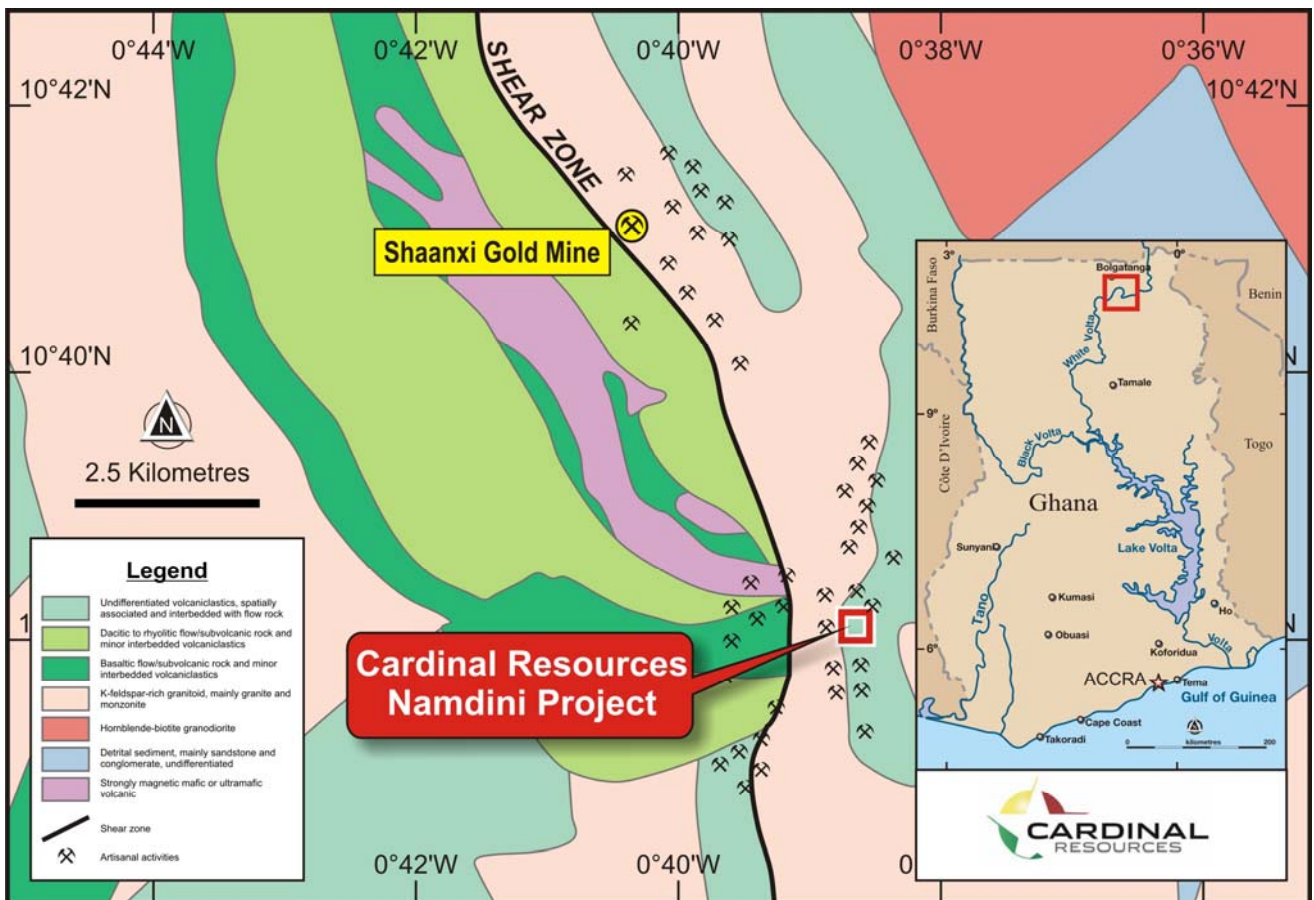 0°44'W
0°42'W
0°40'W
0°38'W
0°36'W
10°42'N
10°42'N
SHEAR ZONE
Shaanxi Gold Mine
10°40'N
N
N
2.5 Kilometres
Legend
Undifferentiated volcaniclastics, spatially
associated and interbedded with flow rock
Dacitic to rhyolitic flow/subvolcanic rock and
minor interbedded volcaniclastics
Basaltic flow/subvolcanic rock and minor
interbedded volcaniclastics
K-feldspar-rich granitoid, mainly granite and
monzonite
Hornblende-biotite granodiorite
Detrital sediment, mainly sandstone and
conglomerate, undifferentiated
Strongly magnetic mafic or ultramafic
volcanic
Shear zone
Artisanal activities
Cardinal Resources
Namdini Project
1
N
0°42'W
0°40'W
3°
0°
Bolgatanga
Burkina Faso
Benin
White Volta
Tamale
9°
Black Volta
Togo
Côte D'Ivoire
Ghana
Sunyani
Lake Volta
Kumasi
Ho
Tano
Obuasi
Volta
6°
Koforidua
ACCRA
Tema
Gulf of Guinea
Cape Coast
Takoradi
0 kilometres 200
CARDINAL
RESOURCES